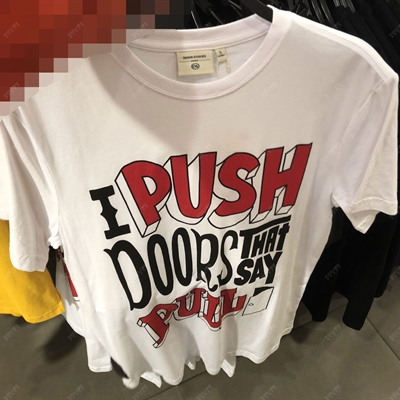 I PUSH
DOORS THAT
SAY
PULL